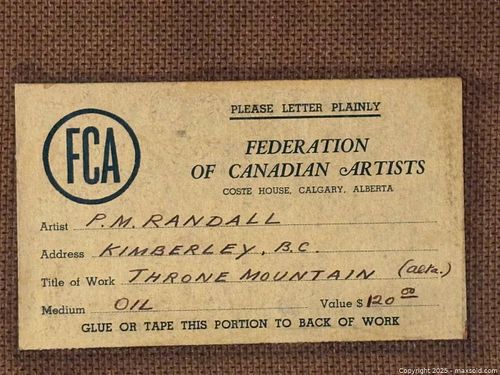 PLEASE LETTER PLAINLY
FCA
FEDERATION
OF CANADIAN ARTISTS
COSTE HOUSE, CALGARY, ALBERTA
Artist P.M. RANDALL
Address KIMBERLEY, B.C.
Title of Work THRONE MOUNTAIN (alta.)
Medium OIL Value $ 120 00
GLUE OR TAPE THIS PORTION TO BACK OF WORK
Copyright 2025 - maxsold.com